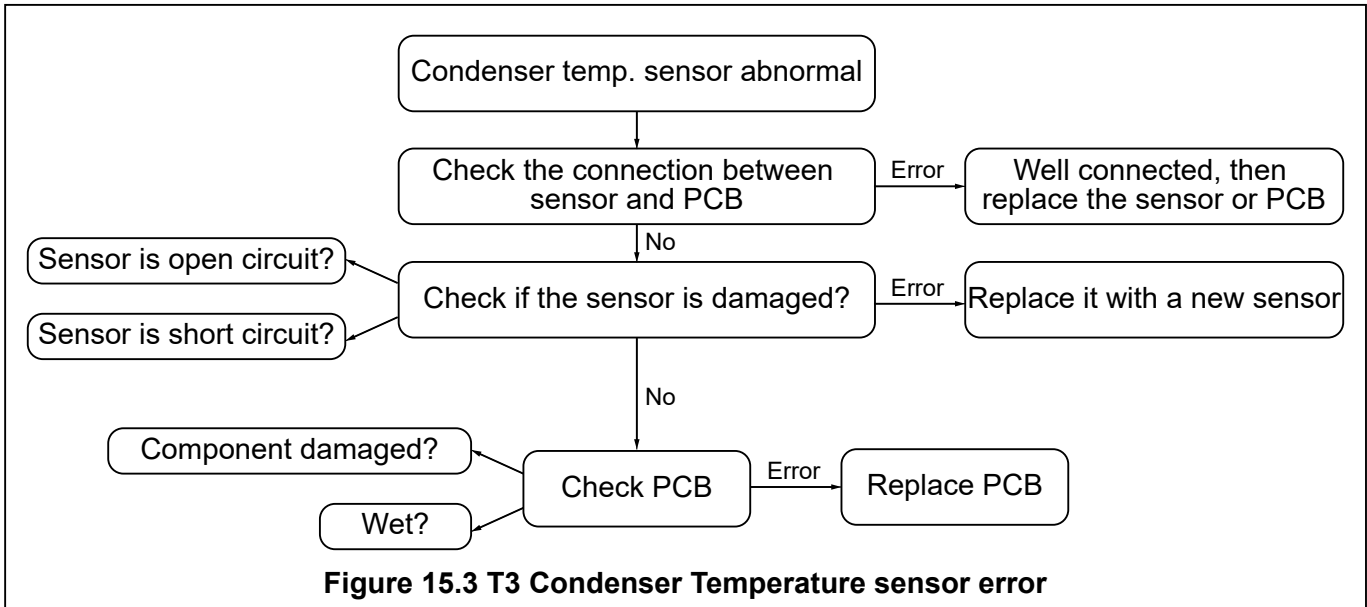 Condenser temp. sensor abnormal
Check the connection between
sensor and PCB
Error
Well connected, then
replace the sensor or PCB
No
Sensor is open circuit?
Sensor is short circuit?
Check if the sensor is damaged?
Error
Replace it with a new sensor
No
Component damaged?
Wet?
Check PCB
Error
Replace PCB
Figure 15.3 T3 Condenser Temperature sensor error